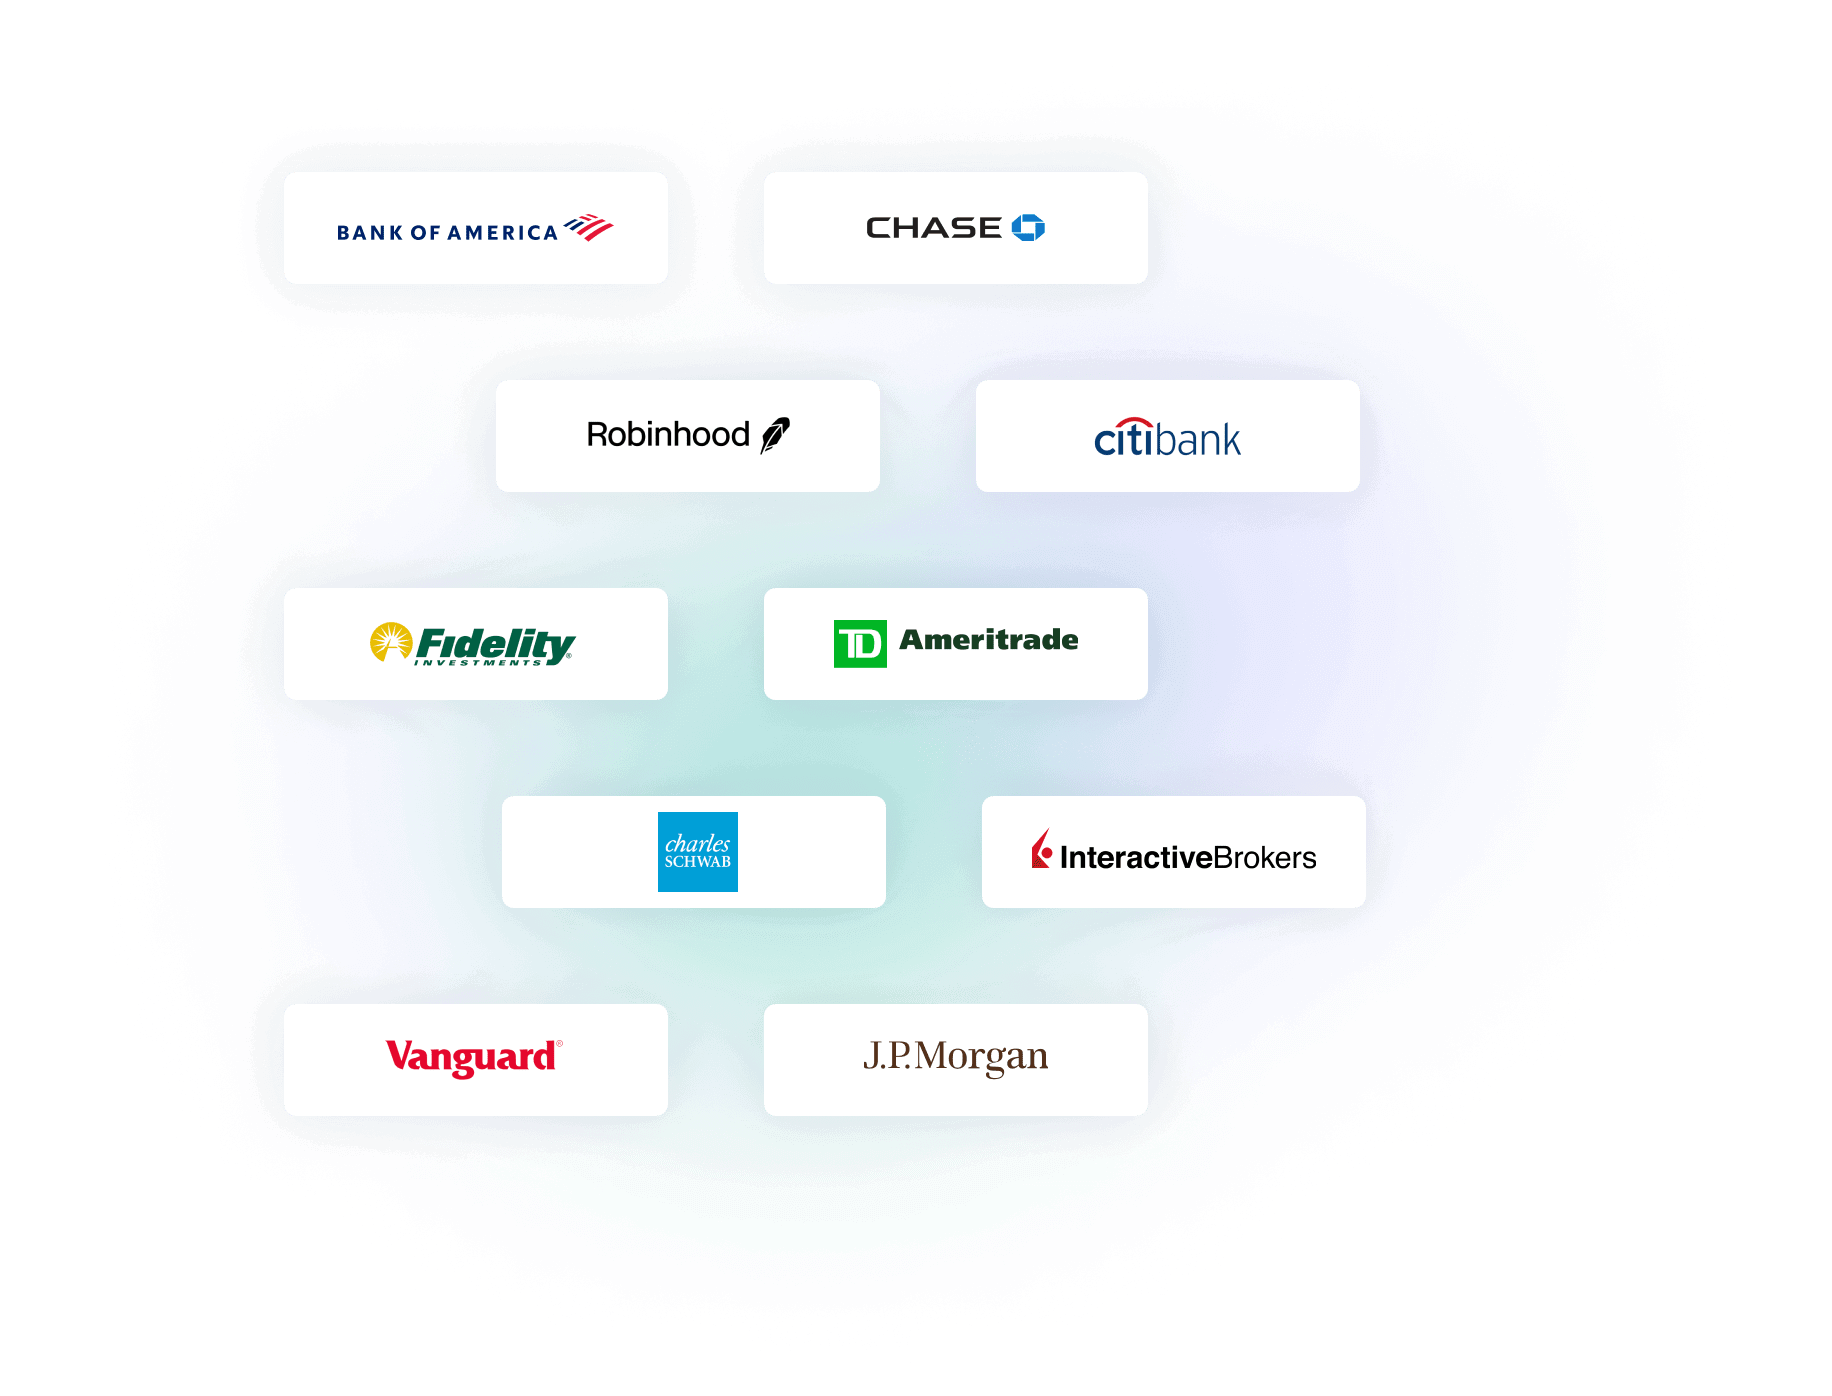 BANK OF AMERICA
CHASE
Robinhood
citibank
Fidelity ®
INVESTMENTS
TD Ameritrade
charles
SCHWAB
InteractiveBrokers
Vanguard®
J.P.Morgan